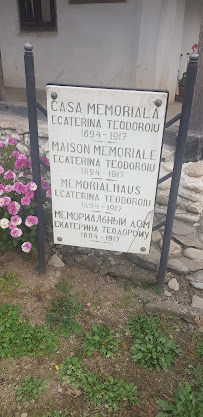 CASA MEMORIALĂ
ECATERINA TEODOROIU
1894-1917
MAISON MEMORIALE
ECATERINA TEODOROIU
1894-1917
MEMORIALHAUS
ECATERINA TEODOROIU
1894-1917
МЕМОРИАЛЬНЫЙ ДОМ
ЕКАТЕРИНА ТЕОДОРОЙУ
1894-1917